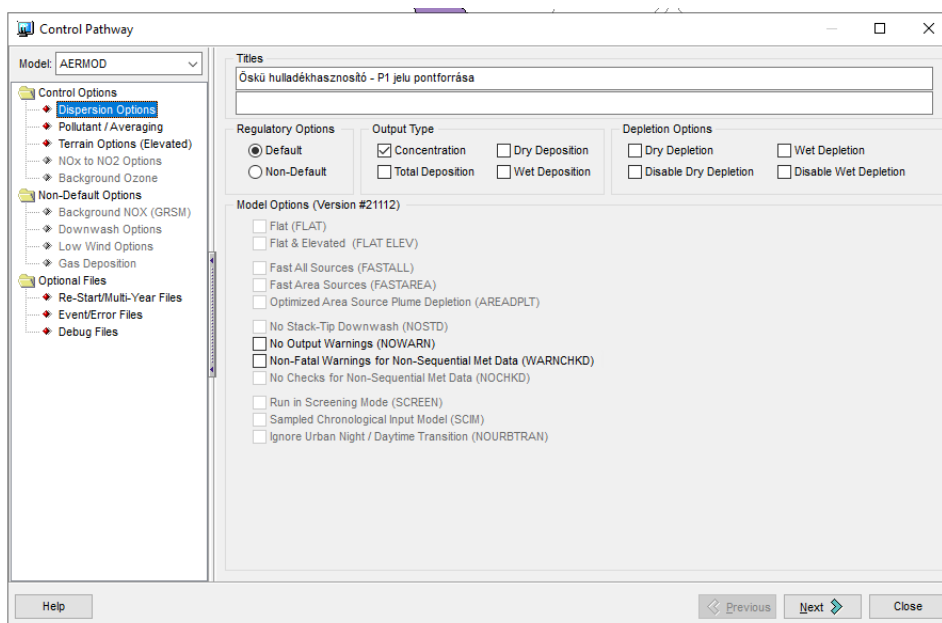 Control Pathway
Model: AERMOD
Control Options
Dispersion Options
Pollutant / Averaging
Terrain Options (Elevated)
NOx to NO2 Options
Background Ozone
Non-Default Options
Background NOX (GRSM)
Downwash Options
Low Wind Options
Gas Deposition
Optional Files
Re-Start/Multi-Year Files
Event/Error Files
Debug Files
Titles
Öskü hulladékhasznosító - P1 jelu pontforrása
Regulatory Options
Default
Non-Default
Output Type
Concentration
Dry Deposition
Total Deposition
Wet Deposition
Depletion Options
Dry Depletion
Wet Depletion
Disable Dry Depletion
Disable Wet Depletion
Model Options (Version #21112)
Flat (FLAT)
Flat & Elevated (FLAT ELEV)
Fast All Sources (FASTALL)
Fast Area Sources (FASTAREA)
Optimized Area Source Plume Depletion (AREADPLT)
No Stack-Tip Downwash (NOSTD)
No Output Warnings (NOWARN)
Non-Fatal Warnings for Non-Sequential Met Data (WARNCHKD)
No Checks for Non-Sequential Met Data (NOCHKD)
Run in Screening Mode (SCREEN)
Sampled Chronological Input Model (SCIM)
Ignore Urban Night / Daytime Transition (NOURBTRAN)
Help
Previous
Next
Close